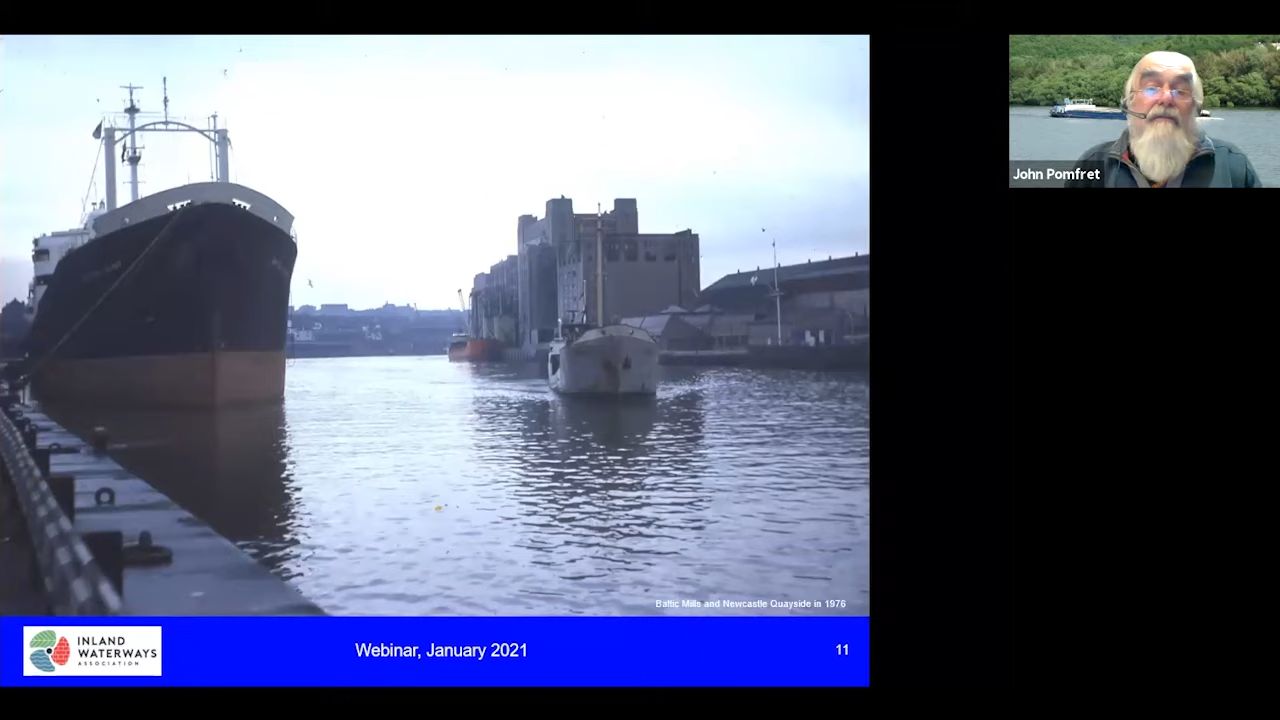 John Pomfret
Baltic Mills and Newcastle Quayside in 1976
INLAND
WATERWAYS
ASSOCIATION
Webinar, January 2021
11